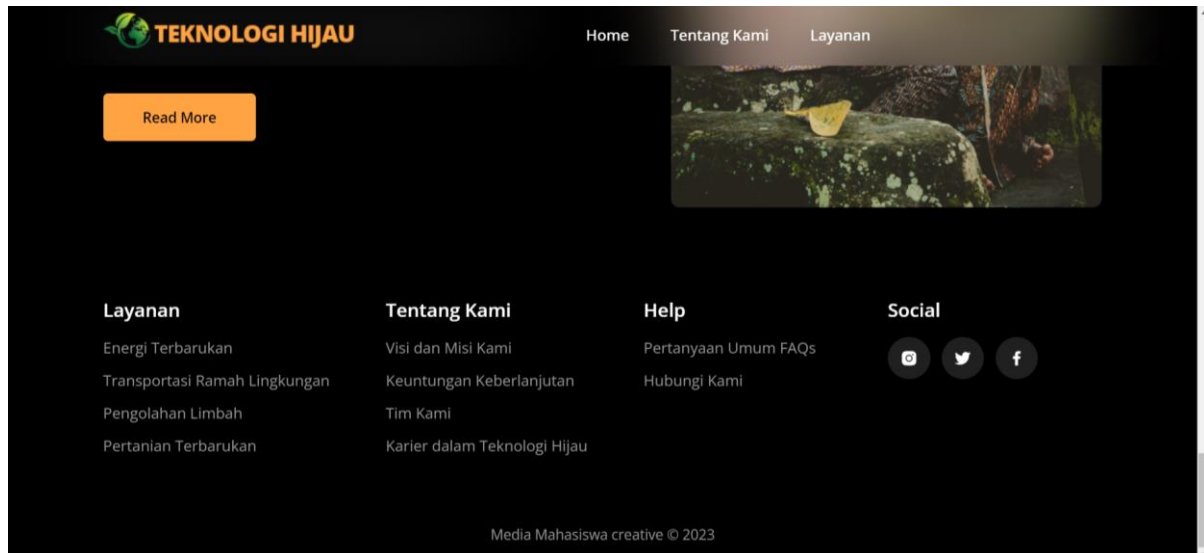 TEKNOLOGI HIJAU
Home Tentang Kami Layanan
Read More
Layanan
Energi Terbarukan
Transportasi Ramah Lingkungan
Pengolahan Limbah
Pertanian Terbarukan
Tentang Kami
Visi dan Misi Kami
Keuntungan Keberlanjutan
Tim Kami
Karier dalam Teknologi Hijau
Help
Pertanyaan Umum FAQs
Hubungi Kami
Social
Media Mahasiswa creative © 2023